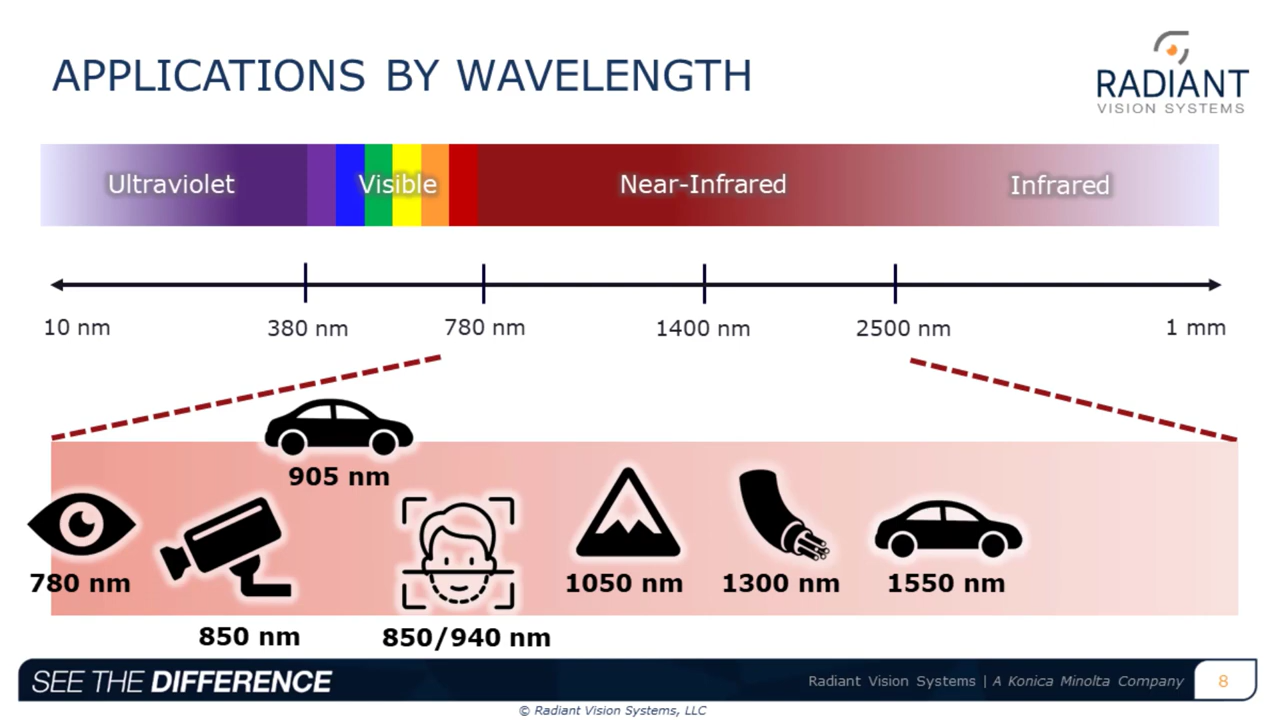 APPLICATIONS BY WAVELENGTH
RADIANT
VISION SYSTEMS
Ultraviolet
Visible
Near-Infrared
Infrared
10 nm
380 nm
780 nm
1400 nm
2500 nm
1 mm
905 nm
780 nm
1050 nm
1300 nm
1550 nm
850 nm
850/940 nm
SEE THE DIFFERENCE
Radiant Vision Systems | A Konica Minolta Company
8
© Radiant Vision Systems, LLC